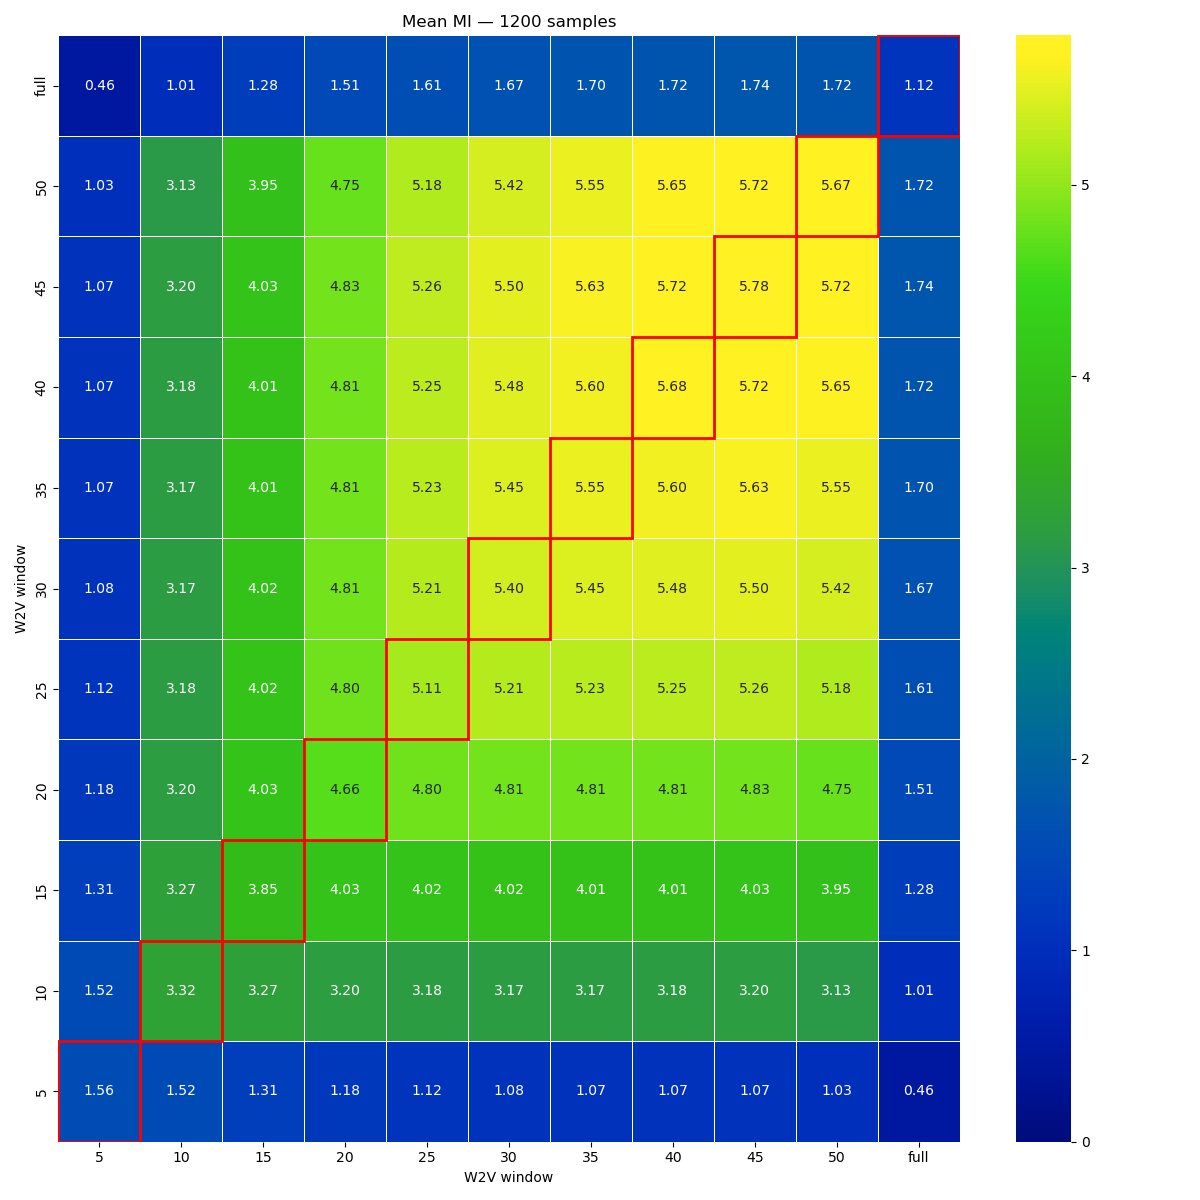 Mean MI — 1200 samples
full 0.46 1.01 1.28 1.51 1.61 1.67 1.70 1.72 1.74 1.72 1.12
50 1.03 3.13 3.95 4.75 5.18 5.42 5.55 5.65 5.72 5.67 1.72
45 1.07 3.20 4.03 4.83 5.26 5.50 5.63 5.72 5.78 5.72 1.74
40 1.07 3.18 4.01 4.81 5.25 5.48 5.60 5.68 5.72 5.65 1.72
35 1.07 3.17 4.01 4.81 5.23 5.45 5.55 5.60 5.63 5.55 1.70
30 1.08 3.17 4.02 4.81 5.21 5.40 5.45 5.48 5.50 5.42 1.67
25 1.12 3.18 4.02 4.80 5.11 5.21 5.23 5.25 5.26 5.18 1.61
20 1.18 3.20 4.03 4.66 4.80 4.81 4.81 4.81 4.83 4.75 1.51
15 1.31 3.27 3.85 4.03 4.02 4.02 4.01 4.01 4.03 3.95 1.28
10 1.52 3.32 3.27 3.20 3.18 3.17 3.17 3.18 3.20 3.13 1.01
5 1.56 1.52 1.31 1.18 1.12 1.08 1.07 1.07 1.07 1.03 0.46
5 10 15 20 25 30 35 40 45 50 full
W2V window
W2V window
5
4
3
2
1
0